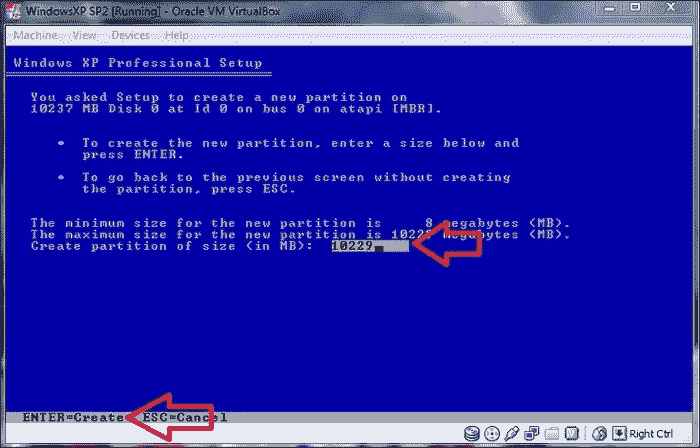 WindowsXP SP2 [Running] - Oracle VM VirtualBox
Machine View Devices Help
Windows XP Professional Setup
You asked Setup to create a new partition on
10237 MB Disk 0 at Id 0 on bus 0 on atapi [MBR].
• To create the new partition, enter a size below and
press ENTER.
• To go back to the previous screen without creating
the partition, press ESC.
The minimum size for the new partition is 8 megabytes (MB).
The maximum size for the new partition is 10229 megabytes (MB).
Create partition of size (in MB): 10229_
ENTER=Create ESC=Cancel
Right Ctrl